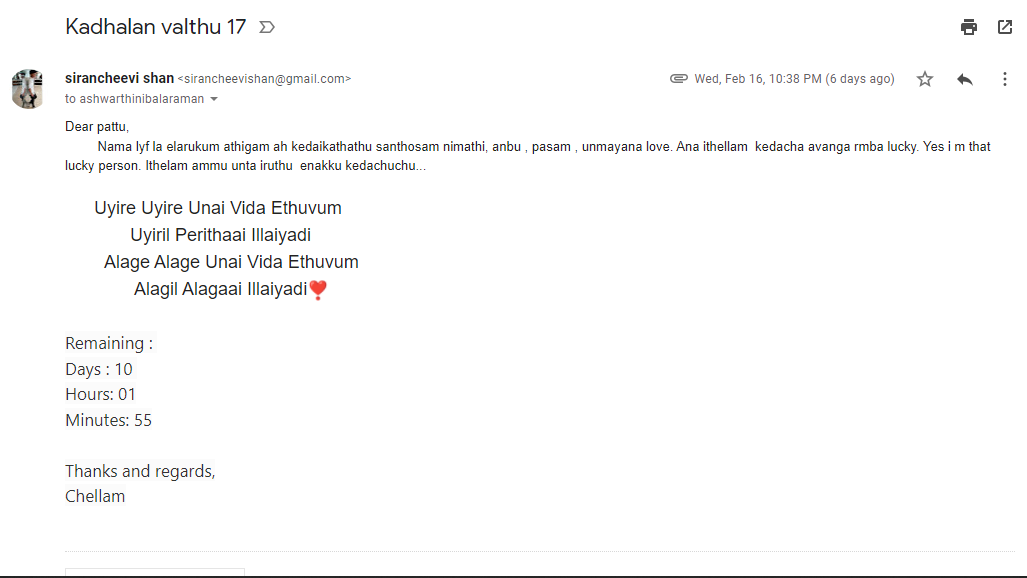 Kadhalan valthu 17
sirancheevi shan <sirancheevishan@gmail.com>
Wed, Feb 16, 10:38 PM (6 days ago)
to ashwarthinibalaraman
Dear pattu,
Nama lyf la elarukum athigam ah kedaikathathu santhosam nimathi, anbu , pasam , unmayana love. Ana ithellam  kedacha avanga rmba lucky. Yes i m that
lucky person. Ithelam ammu unta iruthu  enakku kedachuchu...
Uyire Uyire Unai Vida Ethuvum
Uyiril Perithaai Illaiyadi
Alage Alage Unai Vida Ethuvum
Alagil Alagaai Illaiyadi❣️
Remaining :
Days : 10
Hours: 01
Minutes: 55
Thanks and regards,
Chellam